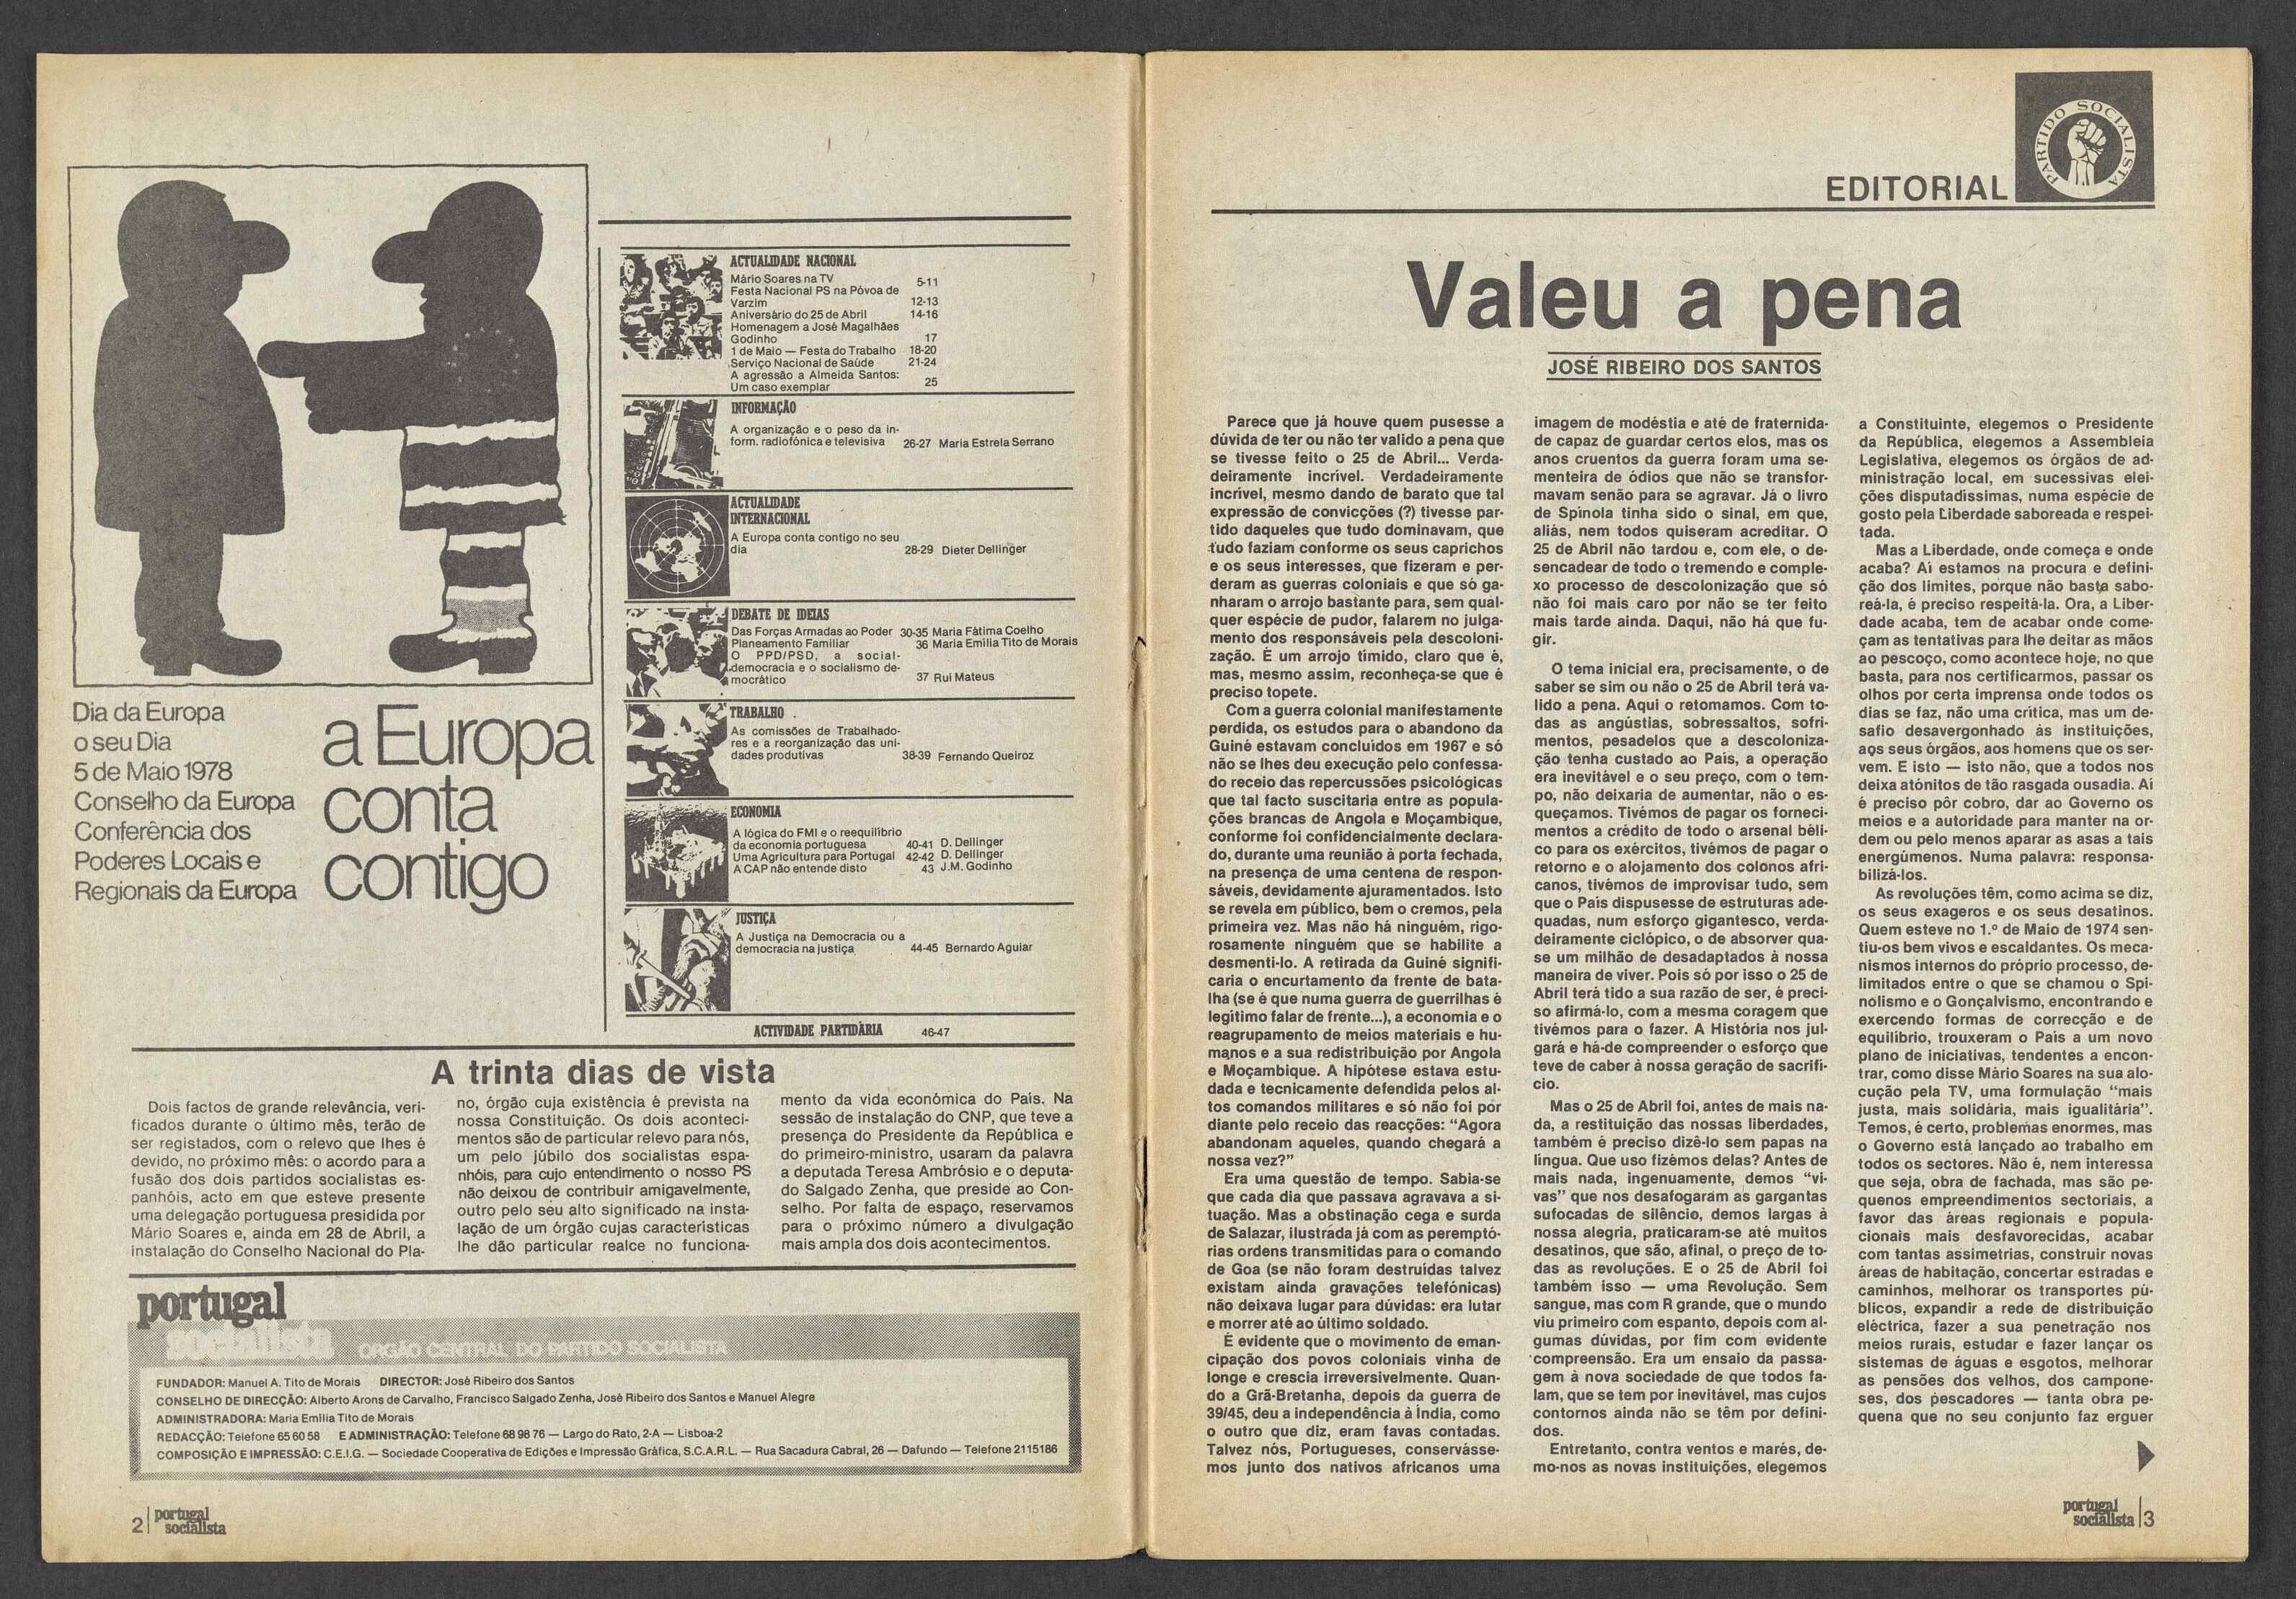 Dia da Europa
o seu Dia
5 de Maio 1978
Conselho da Europa
Conferência dos
Poderes Locais e
Regionais da Europa
a Europa
conta
contigo
ACTUALIDADE NACIONAL
Mário Soares na TV 5-11
Festa Nacional PS na Póvoa de
Varzim 12-13
Aniversário do 25 de Abril 14-16
Homenagem a José Magalhães
Godinho 17
1 de Maio — Festa do Trabalho 18-20
Serviço Nacional de Saúde 21-24
A agressão a Almeida Santos:
Um caso exemplar 25
INFORMAÇÃO
A organização e o peso da in-
form. radiofónica e televisiva 26-27 Maria Estrela Serrano
ACTUALIDADE
INTERNACIONAL
A Europa conta contigo no seu
dia 28-29 Dieter Dellinger
DEBATE DE IDEIAS
Das Forças Armadas ao Poder 30-35 Maria Fátima Coelho
Planeamento Familiar 36 Maria Emília Tito de Morais
O PPD/PSD, a social-
democracia e o socialismo de-
mocrático 37 Rui Mateus
TRABALHO
As comissões de Trabalhado-
res e a reorganização das uni-
dades produtivas 38-39 Fernando Queiroz
ECONOMIA
A lógica do FMI e o reequilíbrio
da economia portuguesa 40-41 D. Dellinger
Uma Agricultura para Portugal 42-42 D. Dellinger
A CAP não entende disto 43 J.M. Godinho
JUSTIÇA
A Justiça na Democracia ou a
democracia na justiça 44-45 Bernardo Aguiar
ACTIVIDADE PARTIDÁRIA 46-47
A trinta dias de vista
Dois factos de grande relevância, veri-
ficados durante o último mês, terão de
ser registados, com o relevo que lhes é
devido, no próximo mês: o acordo para a
fusão dos dois partidos socialistas es-
panhóis, acto em que esteve presente
uma delegação portuguesa presidida por
Mário Soares e, ainda em 28 de Abril, a
instalação do Conselho Nacional do Pla-
no, órgão cuja existência é prevista na
nossa Constituição. Os dois aconteci-
mentos são de particular relevo para nós,
um pelo júbilo dos socialistas espa-
nhóis, para cujo entendimento o nosso PS
não deixou de contribuir amigavelmente,
outro pelo seu alto significado na insta-
lação de um órgão cujas características
lhe dão particular realce no funciona-
mento da vida económica do País. Na
sessão de instalação do CNP, que teve a
presença do Presidente da República e
do primeiro-ministro, usaram da palavra
a deputada Teresa Ambrósio e o deputa-
do Salgado Zenha, que preside ao Con-
selho. Por falta de espaço, reservamos
para o próximo número a divulgação
mais ampla dos dois acontecimentos.
portugal
socialista ORGÃO CENTRAL DO PARTIDO SOCIALISTA
FUNDADOR: Manuel A. Tito de Morais DIRECTOR: José Ribeiro dos Santos
CONSELHO DE DIRECÇÃO: Alberto Arons de Carvalho, Francisco Salgado Zenha, José Ribeiro dos Santos e Manuel Alegre
ADMINISTRADORA: Maria Emília Tito de Morais
REDACÇÃO: Telefone 65 60 58 E ADMINISTRAÇÃO: Telefone 68 98 76 — Largo do Rato, 2-A — Lisboa-2
COMPOSIÇÃO E IMPRESSÃO: C.E.I.G. — Sociedade Cooperativa de Edições e Impressão Gráfica, S.C.A.R.L. — Rua Sacadura Cabral, 26 — Dafundo — Telefone 2115186
2 portugal
socialista
EDITORIAL
PARTIDO SOCIALISTA
Valeu a pena
JOSÉ RIBEIRO DOS SANTOS
Parece que já houve quem pusesse a
dúvida de ter ou não ter valido a pena que
se tivesse feito o 25 de Abril... Verda-
deiramente incrível. Verdadeiramente
incrível, mesmo dando de barato que tal
expressão de convicções (?) tivesse par-
tido daqueles que tudo dominavam, que
tudo faziam conforme os seus caprichos
e os seus interesses, que fizeram e per-
deram as guerras coloniais e que só ga-
nharam o arrojo bastante para, sem qual-
quer espécie de pudor, falarem no julga-
mento dos responsáveis pela descoloni-
zação. É um arrojo tímido, claro que é,
mas, mesmo assim, reconheça-se que é
preciso topete.
Com a guerra colonial manifestamente
perdida, os estudos para o abandono da
Guiné estavam concluídos em 1967 e só
não se lhes deu execução pelo confessa-
do receio das repercussões psicológicas
que tal facto suscitaria entre as popula-
ções brancas de Angola e Moçambique,
conforme foi confidencialmente declara-
do, durante uma reunião à porta fechada,
na presença de uma centena de respon-
sáveis, devidamente ajuramentados. Isto
se revela em público, bem o cremos, pela
primeira vez. Mas não há ninguém, rigo-
rosamente ninguém que se habilite a
desmenti-lo. A retirada da Guiné signifi-
caria o encurtamento da frente de bata-
lha (se é que numa guerra de guerrilhas é
legítimo falar de frente...), a economia e o
reagrupamento de meios materiais e hu-
manos e a sua redistribuição por Angola
e Moçambique. A hipótese estava estu-
dada e tecnicamente defendida pelos al-
tos comandos militares e só não foi por
diante pelo receio das reacções: "Agora
abandonam aqueles, quando chegará a
nossa vez?"
Era uma questão de tempo. Sabia-se
que cada dia que passava agravava a si-
tuação. Mas a obstinação cega e surda
de Salazar, ilustrada já com as peremptó-
rias ordens transmitidas para o comando
de Goa (se não foram destruídas talvez
existam ainda gravações telefónicas)
não deixava lugar para dúvidas: era lutar
e morrer até ao último soldado.
É evidente que o movimento de eman-
cipação dos povos coloniais vinha de
longe e crescia irreversivelmente. Quan-
do a Grã-Bretanha, depois da guerra de
39/45, deu a independência à Índia, como
o outro que diz, eram favas contadas.
Talvez nós, Portugueses, conservásse-
mos junto dos nativos africanos uma
imagem de modéstia e até de fraternida-
de capaz de guardar certos elos, mas os
anos cruentos da guerra foram uma se-
menteira de ódios que não se transfor-
mavam senão para se agravar. Já o livro
de Spínola tinha sido o sinal, em que,
aliás, nem todos quiseram acreditar. O
25 de Abril não tardou e, com ele, o de-
sencadear de todo o tremendo e comple-
xo processo de descolonização que só
não foi mais caro por não se ter feito
mais tarde ainda. Daqui, não há que fu-
gir.
O tema inicial era, precisamente, o de
saber se sim ou não o 25 de Abril terá va-
lido a pena. Aqui o retomamos. Com to-
das as angústias, sobressaltos, sofri-
mentos, pesadelos que a descoloniza-
ção tenha custado ao País, a operação
era inevitável e o seu preço, com o tem-
po, não deixaria de aumentar, não o es-
queçamos. Tivémos de pagar os forneci-
mentos a crédito de todo o arsenal béli-
co para os exércitos, tivémos de pagar o
retorno e o alojamento dos colonos afri-
canos, tivémos de improvisar tudo, sem
que o País dispusesse de estruturas ade-
quadas, num esforço gigantesco, verda-
deiramente ciclópico, o de absorver qua-
se um milhão de desadaptados à nossa
maneira de viver. Pois só por isso o 25 de
Abril terá tido a sua razão de ser, é preci-
so afirmá-lo, com a mesma coragem que
tivémos para o fazer. A História nos jul-
gará e há-de compreender o esforço que
teve de caber à nossa geração de sacrifí-
cio.
Mas o 25 de Abril foi, antes de mais na-
da, a restituição das nossas liberdades,
também é preciso dizê-lo sem papas na
língua. Que uso fizémos delas? Antes de
mais nada, ingenuamente, demos "vi-
vas" que nos desafogaram as gargantas
sufocadas de silêncio, demos largas à
nossa alegria, praticaram-se até muitos
desatinos, que são, afinal, o preço de to-
das as revoluções. E o 25 de Abril foi
também isso — uma Revolução. Sem
sangue, mas com R grande, que o mundo
viu primeiro com espanto, depois com al-
gumas dúvidas, por fim com evidente
compreensão. Era um ensaio da passa-
gem à nova sociedade de que todos fa-
lam, que se tem por inevitável, mas cujos
contornos ainda não se têm por defini-
dos.
Entretanto, contra ventos e marés, de-
mo-nos as novas instituições, elegemos
a Constituinte, elegemos o Presidente
da República, elegemos a Assembleia
Legislativa, elegemos os órgãos de ad-
ministração local, em sucessivas elei-
ções disputadíssimas, numa espécie de
gosto pela Liberdade saboreada e respei-
tada.
Mas a Liberdade, onde começa e onde
acaba? Aí estamos na procura e defini-
ção dos limites, porque não basta sabo-
reá-la, é preciso respeitá-la. Ora, a Liber-
dade acaba, tem de acabar onde come-
çam as tentativas para lhe deitar as mãos
ao pescoço, como acontece hoje, no que
basta, para nos certificarmos, passar os
olhos por certa imprensa onde todos os
dias se faz, não uma crítica, mas um de-
safio desavergonhado às instituições,
aos seus órgãos, aos homens que os ser-
vem. E isto — isto não, que a todos nos
deixa atónitos de tão rasgada ousadia. Aí
é preciso pôr cobro, dar ao Governo os
meios e a autoridade para manter na or-
dem ou pelo menos aparar as asas a tais
energúmenos. Numa palavra: responsa-
bilizá-los.
As revoluções têm, como acima se diz,
os seus exageros e os seus desatinos.
Quem esteve no 1.º de Maio de 1974 sen-
tiu-os bem vivos e escaldantes. Os meca-
nismos internos do próprio processo, de-
limitados entre o que se chamou o Spi-
nolismo e o Gonçalvismo, encontrando e
exercendo formas de correcção e de
equilíbrio, trouxeram o País a um novo
plano de iniciativas, tendentes a encon-
trar, como disse Mário Soares na sua alo-
cução pela TV, uma formulação "mais
justa, mais solidária, mais igualitária".
Temos, é certo, problemas enormes, mas
o Governo está lançado ao trabalho em
todos os sectores. Não é, nem interessa
que seja, obra de fachada, mas são pe-
quenos empreendimentos sectoriais, a
favor das áreas regionais e popula-
cionais mais desfavorecidas, acabar
com tantas assimetrias, construir novas
áreas de habitação, concertar estradas e
caminhos, melhorar os transportes pú-
blicos, expandir a rede de distribuição
eléctrica, fazer a sua penetração nos
meios rurais, estudar e fazer lançar os
sistemas de águas e esgotos, melhorar
as pensões dos velhos, dos campone-
ses, dos pescadores — tanta obra pe-
quena que no seu conjunto faz erguer
portugal
socialista 3